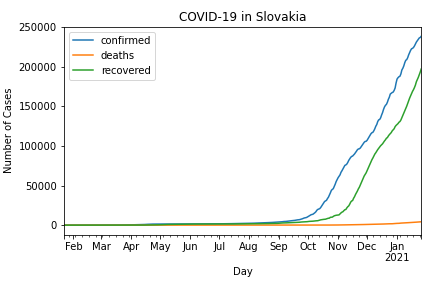 COVID-19 in Slovakia
confirmed
deaths
recovered
Number of Cases
250000
200000
150000
100000
50000
0
Feb Mar Apr May Jun Jul Aug Sep Oct Nov Dec Jan
2021
Day